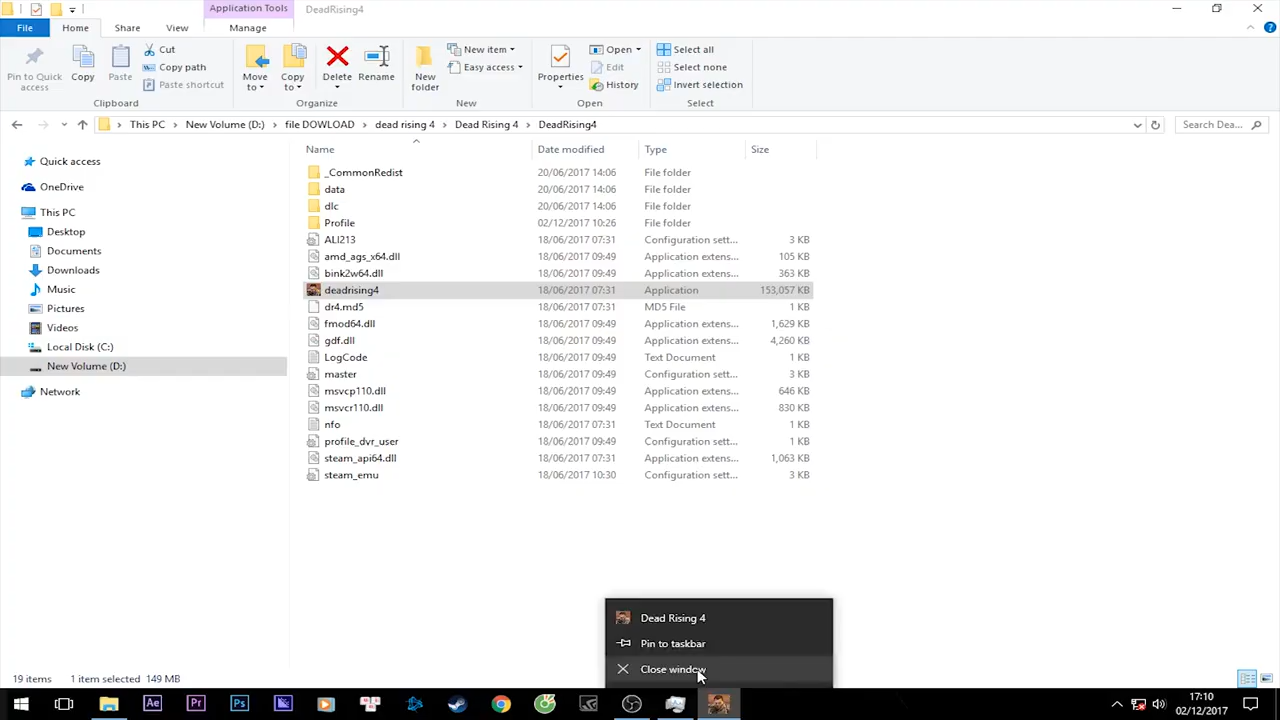 Application Tools
DeadRising4
File
Home
Share
View
Manage
Pin to Quick access
Copy
Paste
Cut
Copy path
Paste shortcut
Clipboard
Move to
Copy to
Delete
Rename
Organize
New folder
New item
Easy access
New
Properties
Open
Edit
History
Open
Select all
Select none
Invert selection
Select
This PC > New Volume (D:) > file DOWLOAD > dead rising 4 > Dead Rising 4 > DeadRising4
Search Dea...
Quick access
OneDrive
This PC
Desktop
Documents
Downloads
Music
Pictures
Videos
Local Disk (C:)
New Volume (D:)
Network
Name Date modified Type Size
_CommonRedist 20/06/2017 14:06 File folder
data 20/06/2017 14:06 File folder
dlc 20/06/2017 14:06 File folder
Profile 02/12/2017 10:26 File folder
ALI213 18/06/2017 07:31 Configuration sett... 3 KB
amd_ags_x64.dll 18/06/2017 09:49 Application extens... 105 KB
bink2w64.dll 18/06/2017 09:49 Application extens... 363 KB
deadrising4 18/06/2017 07:31 Application 153,057 KB
dr4.md5 18/06/2017 07:31 MD5 File 1 KB
fmod64.dll 18/06/2017 09:49 Application extens... 1,629 KB
gdf.dll 18/06/2017 09:49 Application extens... 4,260 KB
LogCode 18/06/2017 09:49 Text Document 1 KB
master 18/06/2017 09:49 Configuration sett... 3 KB
msvcp110.dll 18/06/2017 09:49 Application extens... 646 KB
msvcr110.dll 18/06/2017 09:49 Application extens... 830 KB
nfo 18/06/2017 07:31 Text Document 1 KB
profile_dvr_user 18/06/2017 09:49 Configuration sett... 1 KB
steam_api64.dll 18/06/2017 07:31 Application extens... 1,063 KB
steam_emu 18/06/2017 10:30 Configuration sett... 3 KB
Dead Rising 4
Pin to taskbar
Close window
19 items 1 item selected 149 MB
Ae
Pr
Ps
17:10
02/12/2017